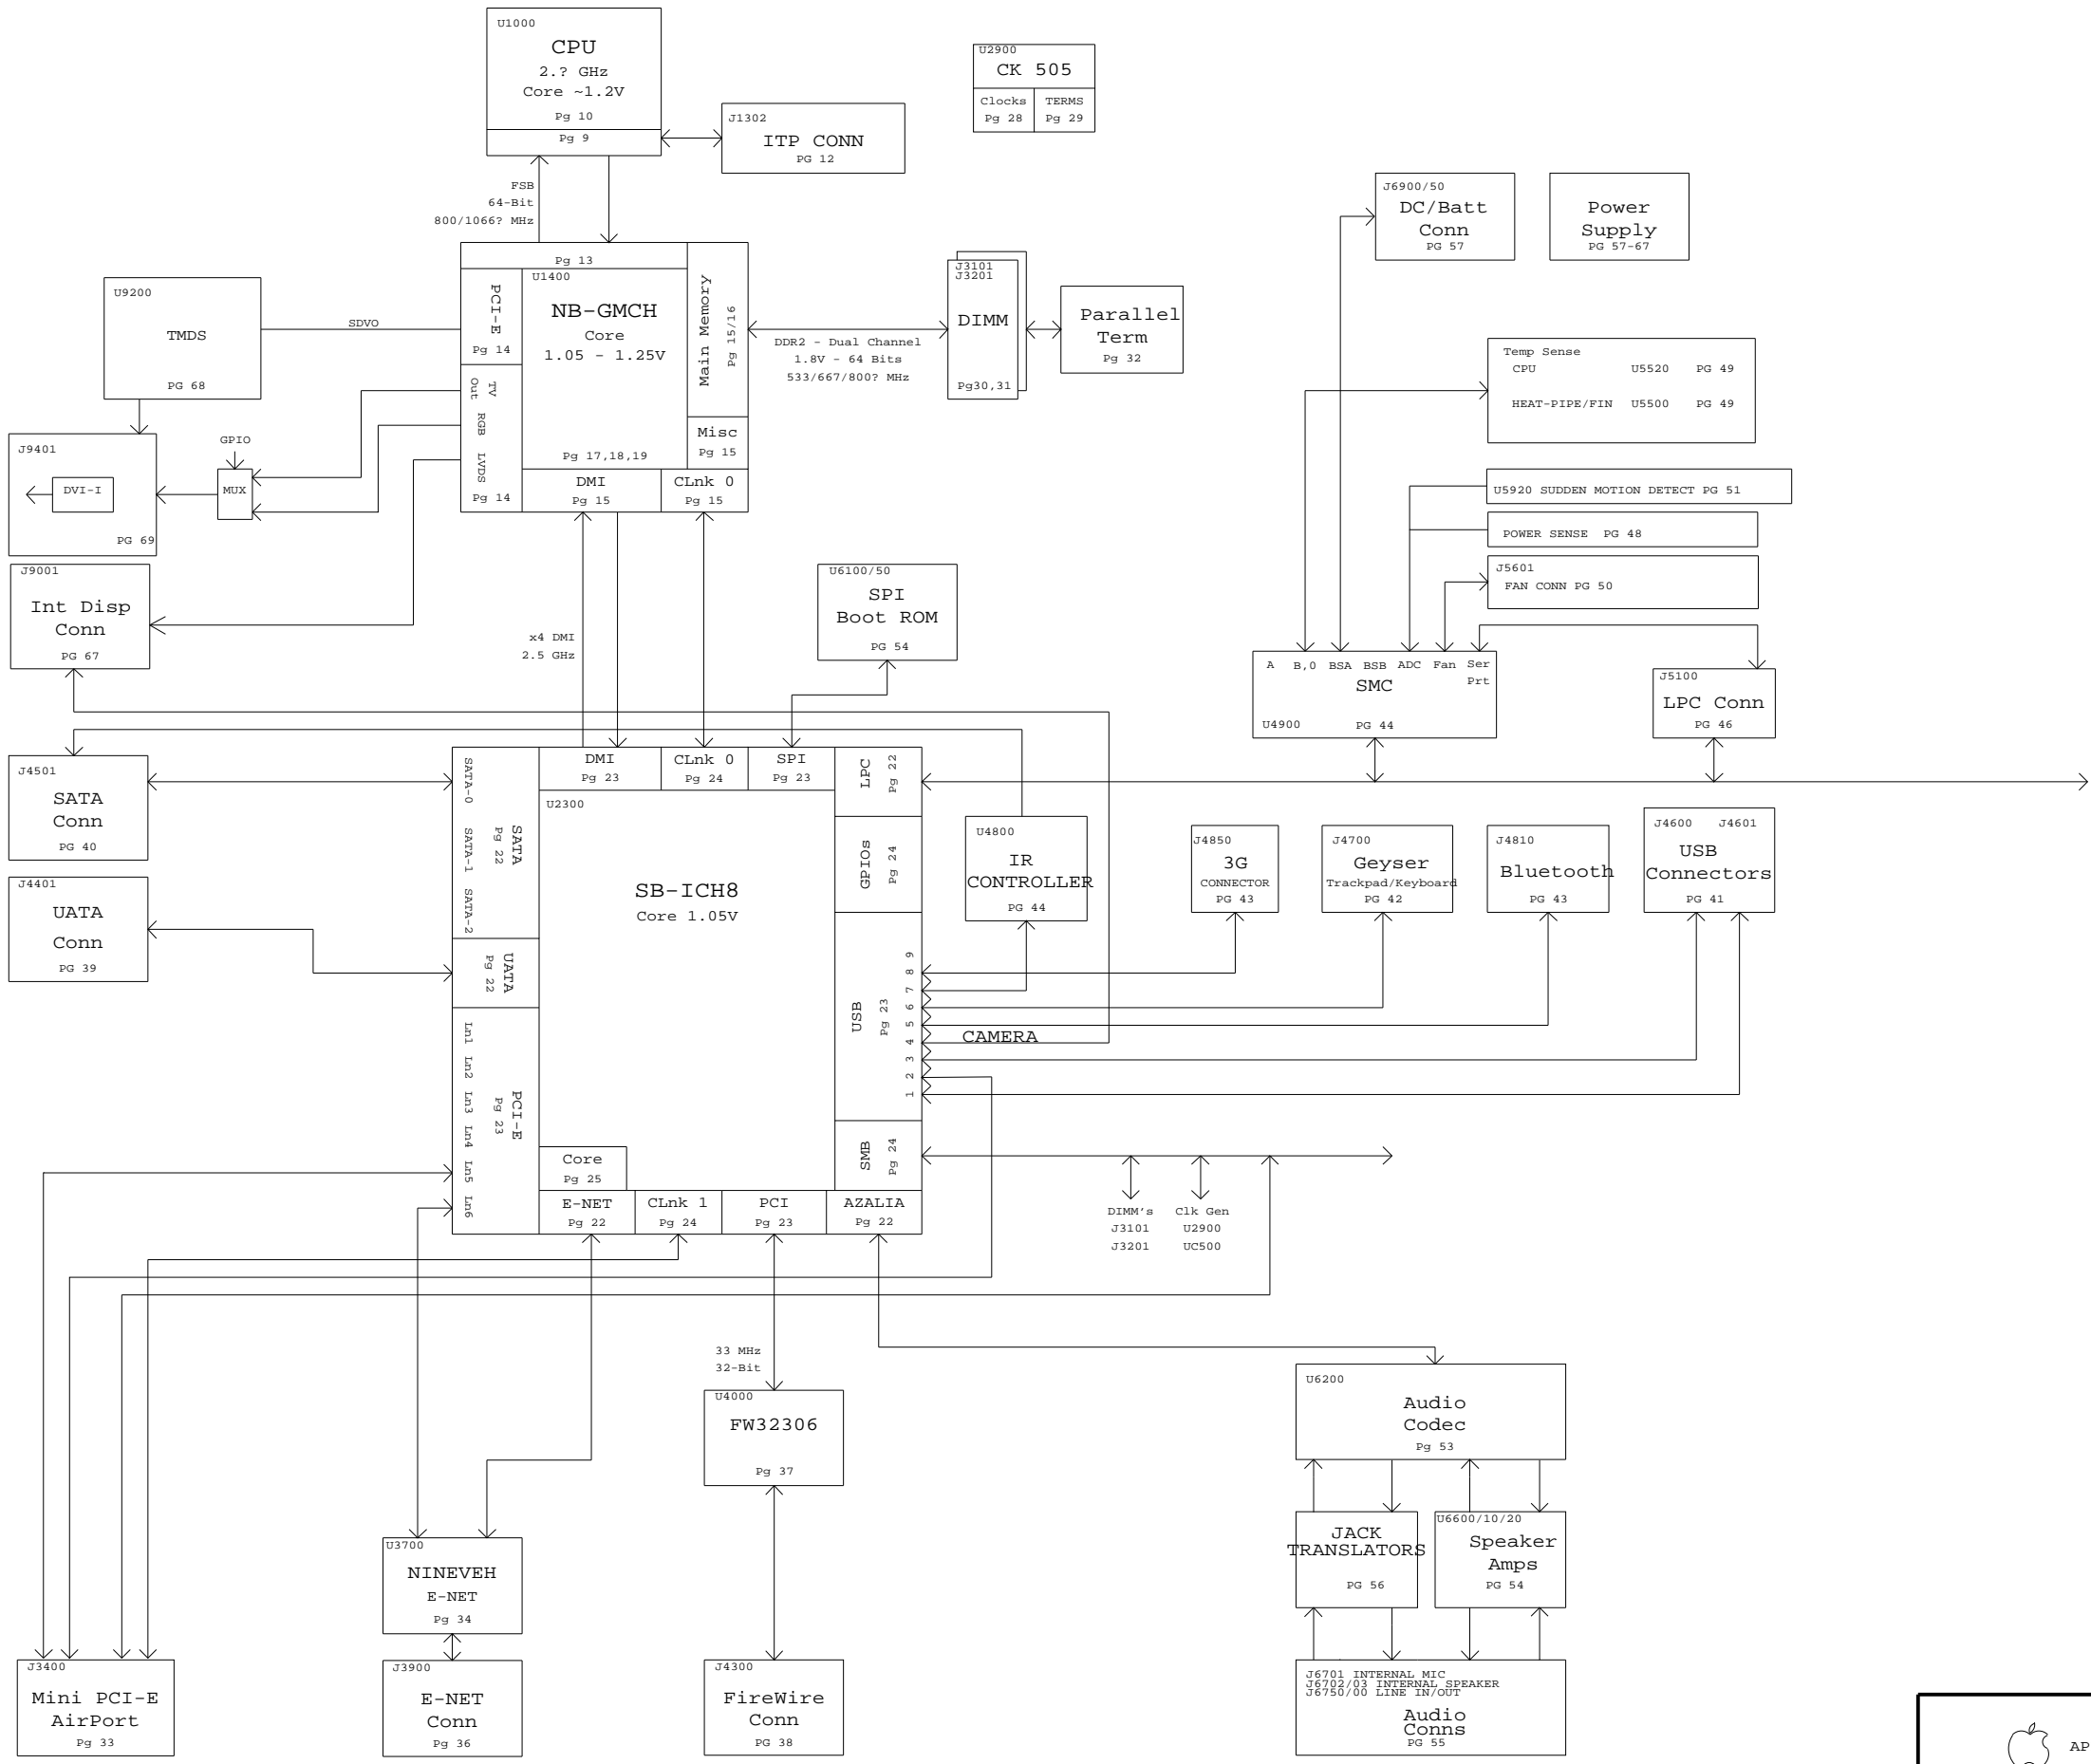 U1000
CPU
2.? GHz
Core ~1.2V
Pg 10
Pg 9
U2900
CK 505
Clocks
Pg 28
TERMS
Pg 29
J1302
ITP CONN
PG 12
FSB
64-Bit
800/1066? MHz
J6900/50
DC/Batt
Conn
PG 57
Power
Supply
PG 57-67
Pg 13
U1400
NB-GMCH
Core
1.05 - 1.25V
Pg 17,18,19
PCI-E
Pg 14
TV
Out
RGB
LVDS
Pg 14
Main Memory
Pg 15/16
Misc
Pg 15
DMI
Pg 15
CLnk 0
Pg 15
U9200
TMDS
PG 68
SDVO
J3101
J3201
DIMM
Pg30,31
DDR2 - Dual Channel
1.8V - 64 Bits
533/667/800? MHz
Parallel
Term
Pg 32
Temp Sense
CPU U5520 PG 49
HEAT-PIPE/FIN U5500 PG 49
J9401
DVI-I
PG 69
GPIO
MUX
U5920 SUDDEN MOTION DETECT PG 51
POWER SENSE PG 48
J5601
FAN CONN PG 50
J9001
Int Disp
Conn
PG 67
x4 DMI
2.5 GHz
U6100/50
SPI
Boot ROM
PG 54
A B,0 BSA BSB ADC Fan Ser
Prt
SMC
U4900 PG 44
J5100
LPC Conn
PG 46
J4501
SATA
Conn
PG 40
J4401
UATA
Conn
PG 39
SATA-0
SATA-1
SATA-2
SATA
Pg 22
UATA
Pg 22
Ln1
Ln2
Ln3
Ln4
Ln5
Ln6
PCI-E
Pg 23
DMI
Pg 23
CLnk 0
Pg 24
SPI
Pg 23
U2300
SB-ICH8
Core 1.05V
LPC
Pg 22
GPIOs
Pg 24
USB
Pg 23
9
8
7
6
5
4
3
2
1
SMB
Pg 24
Core
Pg 25
E-NET
Pg 22
CLnk 1
Pg 24
PCI
Pg 23
AZALIA
Pg 22
U4800
IR
CONTROLLER
PG 44
J4850
3G
CONNECTOR
PG 43
J4700
Geyser
Trackpad/Keyboard
PG 42
J4810
Bluetooth
PG 43
J4600 J4601
USB
Connectors
PG 41
CAMERA
DIMM's
J3101
J3201
Clk Gen
U2900
UC500
33 MHz
32-Bit
U4000
FW32306
Pg 37
U6200
Audio
Codec
Pg 53
U3700
NINEVEH
E-NET
Pg 34
JACK
TRANSLATORS
PG 56
U6600/10/20
Speaker
Amps
PG 54
J3400
Mini PCI-E
AirPort
Pg 33
J3900
E-NET
Conn
Pg 36
J4300
FireWire
Conn
PG 38
J6701 INTERNAL MIC
J6702/03 INTERNAL SPEAKER
J6750/00 LINE IN/OUT
Audio
Conns
PG 55
AP